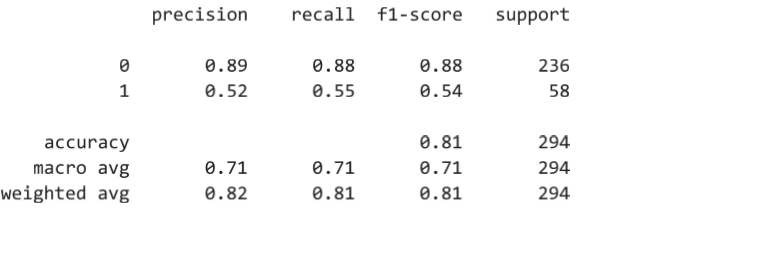 precision recall f1-score support
0 0.89 0.88 0.88 236
1 0.52 0.55 0.54 58
accuracy 0.81 294
macro avg 0.71 0.71 0.71 294
weighted avg 0.82 0.81 0.81 294